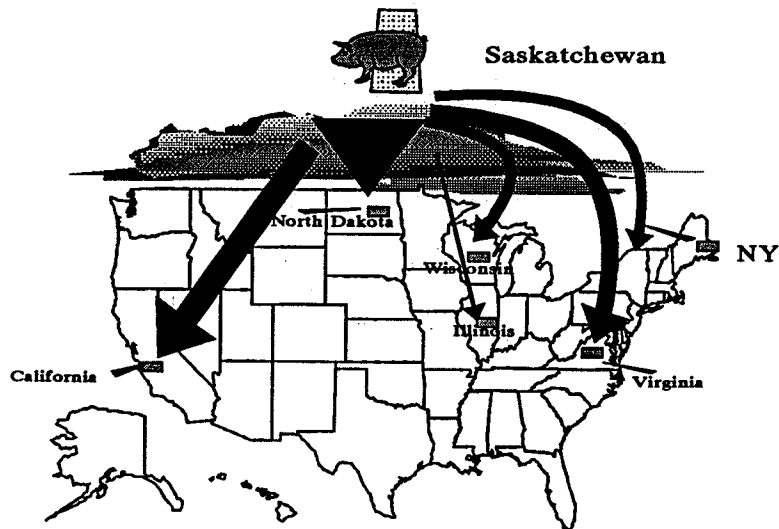 Saskatchewan
North Dakota
Wisconsin
NY
Illinois
California
Virginia